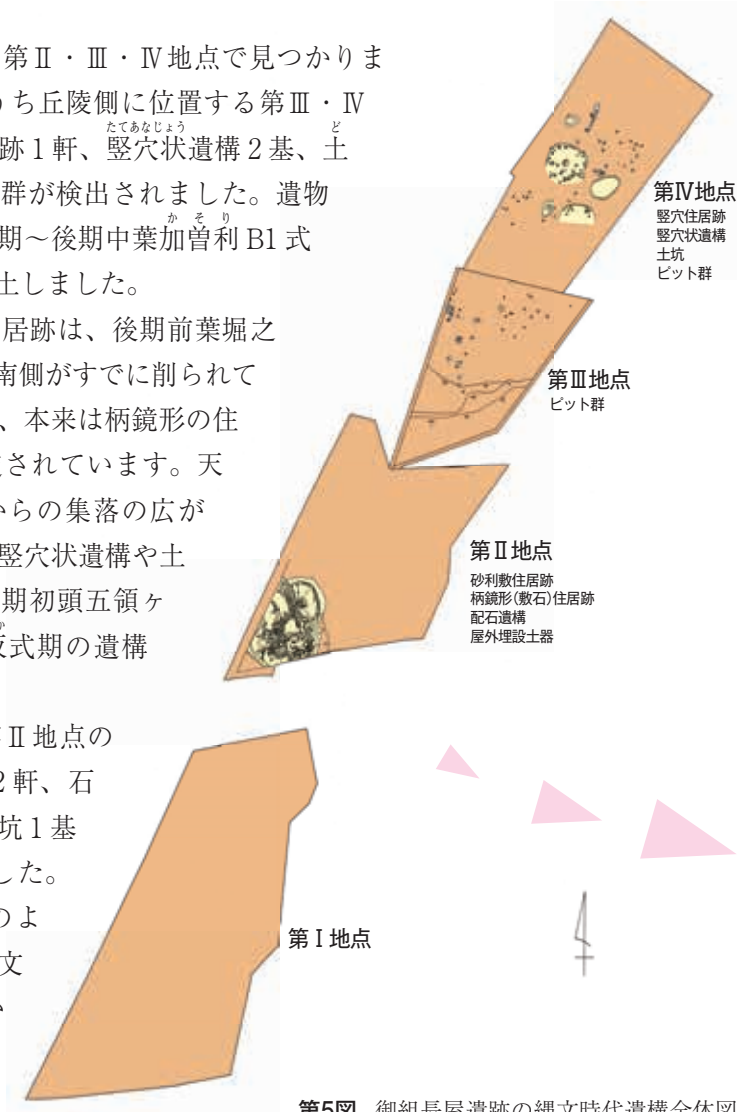 第Ⅱ・Ⅲ・Ⅳ地点で見つかりま
うち丘陵側に位置する第Ⅲ・Ⅳ
跡1軒、竪穴状遺構2基、土
群が検出されました。遺物
期〜後期中葉加曽利B1式
土しました。
居跡は、後期前葉堀之
南側がすでに削られて
、本来は柄鏡形の住
されています。天
からの集落の広が
竪穴状遺構や土
期初頭五領ヶ
式期の遺構
Ⅱ地点の
2軒、石
坑1基
した。
のよ
文
第Ⅳ地点
竪穴住居跡
竪穴状遺構
土坑
ピット群
第Ⅲ地点
ピット群
第Ⅱ地点
砂利敷住居跡
柄鏡形(敷石)住居跡
配石遺構
屋外埋設土器
第Ⅰ地点
第5図 御組長屋遺跡の縄文時代遺構全体図